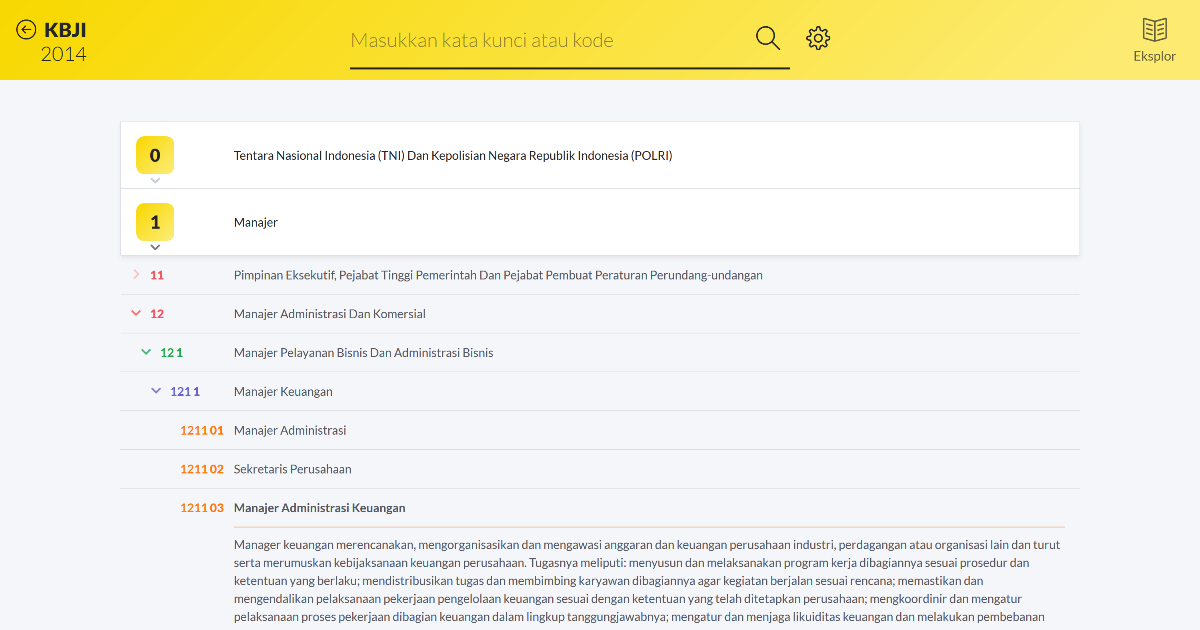 KBJI
2014
Masukkan kata kunci atau kode
Eksplor
0 Tentara Nasional Indonesia (TNI) Dan Kepolisian Negara Republik Indonesia (POLRI)
1 Manajer
11 Pimpinan Eksekutif, Pejabat Tinggi Pemerintah Dan Pejabat Pembuat Peraturan Perundang-undangan
12 Manajer Administrasi Dan Komersial
12 1 Manajer Pelayanan Bisnis Dan Administrasi Bisnis
121 1 Manajer Keuangan
1211 01 Manajer Administrasi
1211 02 Sekretaris Perusahaan
1211 03 Manajer Administrasi Keuangan
Manager keuangan merencanakan, mengorganisasikan dan mengawasi anggaran dan keuangan perusahaan industri, perdagangan atau organisasi lain dan turut
serta merumuskan kebijaksanaan keuangan perusahaan. Tugasnya meliputi: menyusun dan melaksanakan program kerja dibagiannya sesuai prosedur dan
ketentuan yang berlaku; mendistribusikan tugas dan membimbing karyawan dibagiannya agar kegiatan berjalan sesuai rencana; memastikan dan
mengendalikan pelaksanaan pekerjaan pengelolaan keuangan sesuai dengan ketentuan yang telah ditetapkan perusahaan; mengkoordinir dan mengatur
pelaksanaan proses pekerjaan dibagian keuangan dalam lingkup tanggungjawabnya; mengatur dan menjaga likuiditas keuangan dan melakukan pembebanan